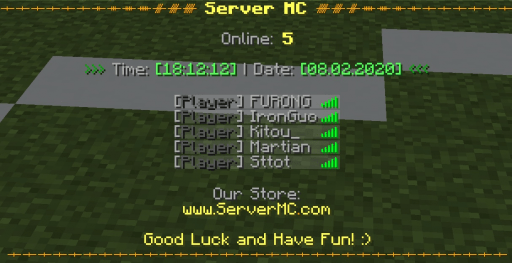 Server MC
Online: 5
>>> Time: [18:12:12] | Date: [08.02.2020] <<<
[Player] FURONG
[Player] IronGuo
[Player] Kitou_
[Player] Martian
[Player] Sttot
Our Store:
www.ServerMC.com
Good Luck and Have Fun! :)